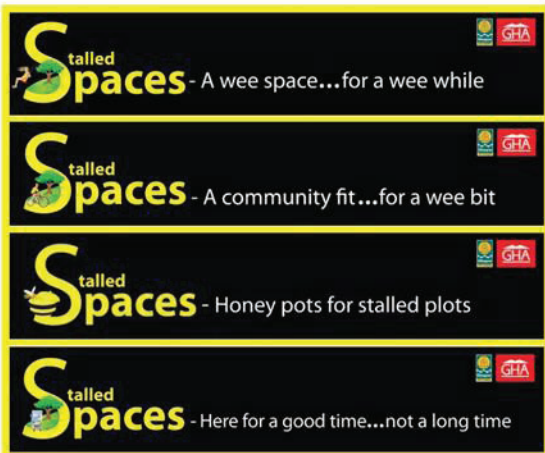 GHA
Stalled
Spaces - A wee space...for a wee while
GHA
Stalled
Spaces - A community fit...for a wee bit
GHA
Stalled
Spaces - Honey pots for stalled plots
GHA
Stalled
Spaces - Here for a good time...not a long time